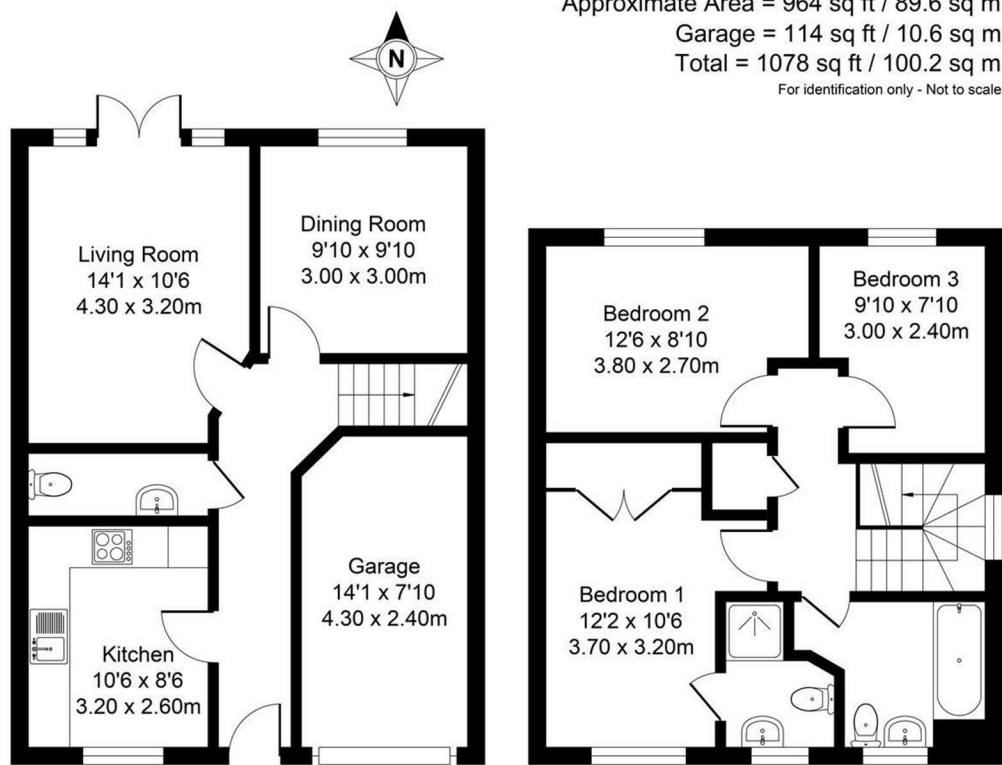 Approximate Area = 964 sq ft / 89.6 sq m
Garage = 114 sq ft / 10.6 sq m
Total = 1078 sq ft / 100.2 sq m
For identification only - Not to scale
N
Living Room
14'1 x 10'6
4.30 x 3.20m
Dining Room
9'10 x 9'10
3.00 x 3.00m
Kitchen
10'6 x 8'6
3.20 x 2.60m
Garage
14'1 x 7'10
4.30 x 2.40m
Bedroom 2
12'6 x 8'10
3.80 x 2.70m
Bedroom 3
9'10 x 7'10
3.00 x 2.40m
Bedroom 1
12'2 x 10'6
3.70 x 3.20m